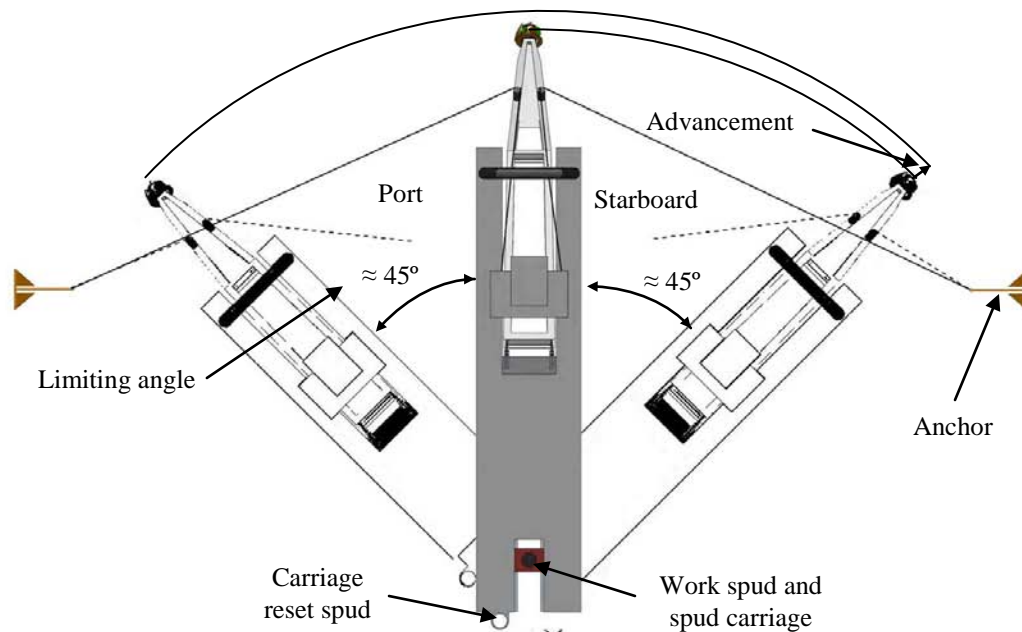 Advancement
Port
Starboard
≈ 45º
≈ 45º
Limiting angle
Anchor
Carriage
reset spud
Work spud and
spud carriage